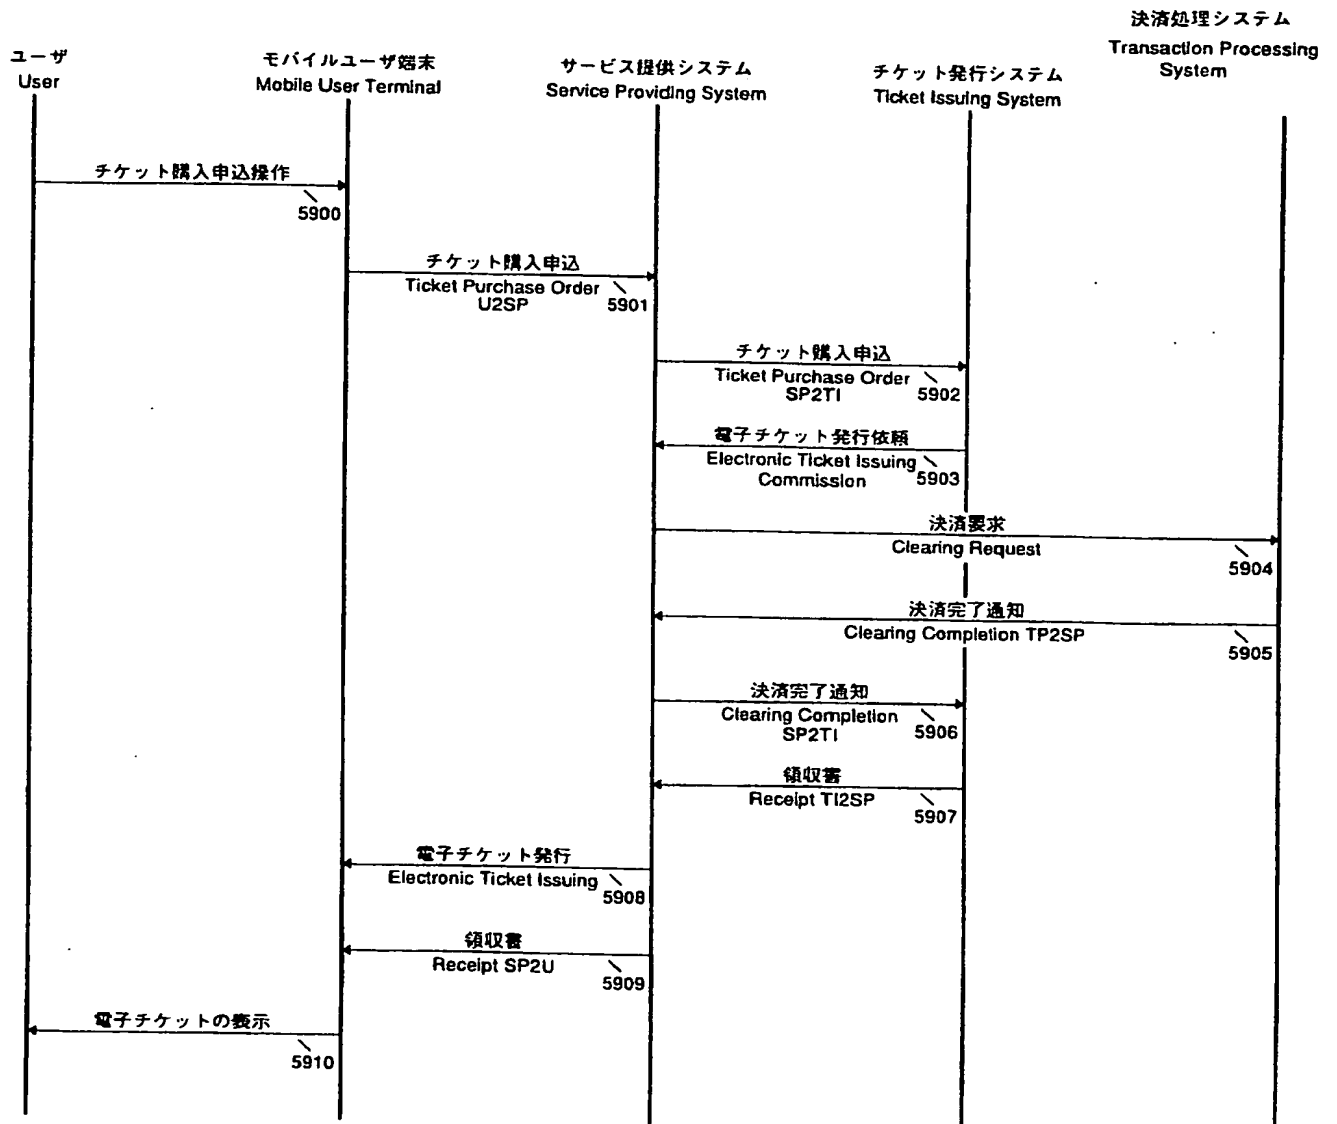 決済処理システム
Transaction Processing
System
ユーザ
User
モバイルユーザ端末
Mobile User Terminal
サービス提供システム
Service Providing System
チケット発行システム
Ticket Issuing System
チケット購入申込操作
5900
チケット購入申込
Ticket Purchase Order
U2SP
5901
チケット購入申込
Ticket Purchase Order
SP2TI
5902
電子チケット発行依頼
Electronic Ticket Issuing
Commission
5903
決済要求
Clearing Request
5904
決済完了通知
Clearing Completion TP2SP
5905
決済完了通知
Clearing Completion
SP2TI
5906
領収書
Receipt TI2SP
5907
電子チケット発行
Electronic Ticket Issuing
5908
領収書
Receipt SP2U
5909
電子チケットの表示
5910